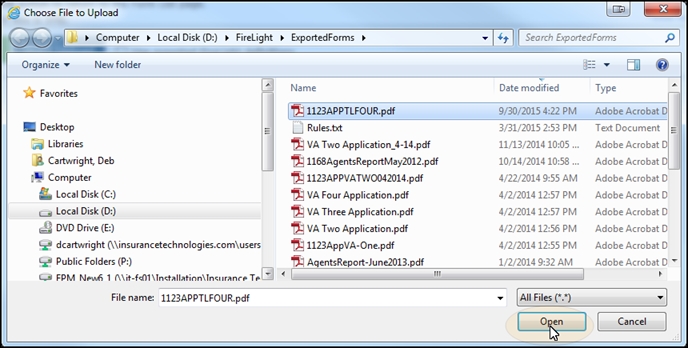 Choose File to Upload
Computer Local Disk (D:) FireLight ExportedForms
Search ExportedForms
Organize New folder
Favorites
Desktop
Libraries
Cartwright, Deb
Computer
Local Disk (C:)
Local Disk (D:)
DVD Drive (E:)
dcartwright (\\insurancetechnologies.com\users
Public Folders (P:)
FPM_New6.1 (\\it-fs01\Installation\Insurance Te
Name Date modified Type
1123APPTLFOUR.pdf 9/30/2015 4:22 PM Adobe Acrobat D
Rules.txt 3/31/2015 2:53 PM Text Document
VA Two Application_4-14.pdf 11/13/2014 10:05 ... Adobe Acrobat D
1168AgentsReportMay2012.pdf 10/14/2014 10:58 ... Adobe Acrobat D
1123APPVATWO042014.pdf 4/22/2014 9:55 AM Adobe Acrobat D
VA Four Application.pdf 4/2/2014 12:57 PM Adobe Acrobat D
VA Three Application.pdf 4/2/2014 12:57 PM Adobe Acrobat D
VA Two Application.pdf 4/2/2014 12:56 PM Adobe Acrobat D
1123AppVA-One.pdf 4/2/2014 12:55 PM Adobe Acrobat D
AgentsReport-June2013.pdf 1/2/2014 9:32 AM Adobe Acrobat D
File name: 1123APPTLFOUR.pdf All Files (*.*)
Open Cancel